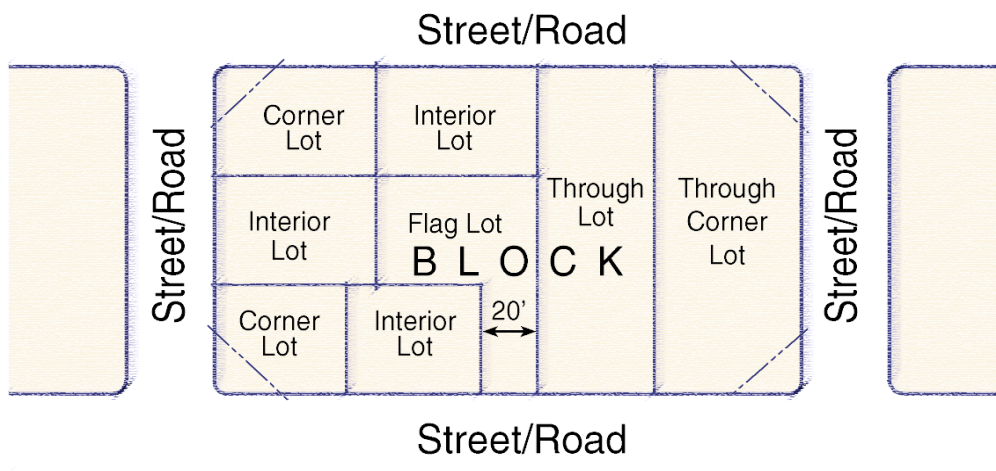 Street/Road
Corner
Lot
Interior
Lot
Street/Road
Interior
Lot
Flag Lot
Through
Lot
Through
Corner
Lot
Street/Road
BLOCK
Corner
Lot
Interior
Lot
20'
Street/Road